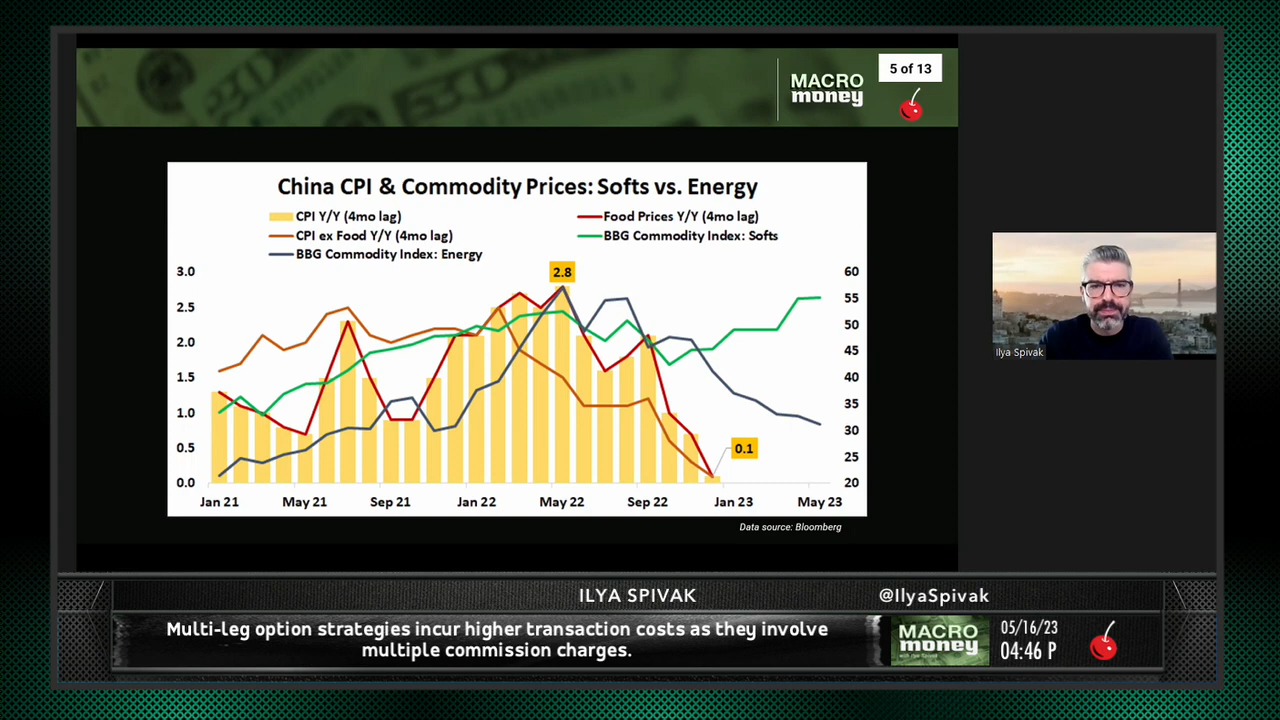 MACRO
money
5 of 13
China CPI & Commodity Prices: Softs vs. Energy
CPI Y/Y (4mo lag)
Food Prices Y/Y (4mo lag)
CPI ex Food Y/Y (4mo lag)
BBG Commodity Index: Softs
BBG Commodity Index: Energy
3.0
2.5
2.0
1.5
1.0
0.5
0.0
2.8
0.1
60
55
50
45
40
35
30
25
20
Jan 21 May 21 Sep 21 Jan 22 May 22 Sep 22 Jan 23 May 23
Data source: Bloomberg
Ilya Spivak
ILYA SPIVAK
@IlyaSpivak
Multi-leg option strategies incur higher transaction costs as they involve
multiple commission charges.
MACRO
money
with Ilya Spivak
05/16/23
04:46 P